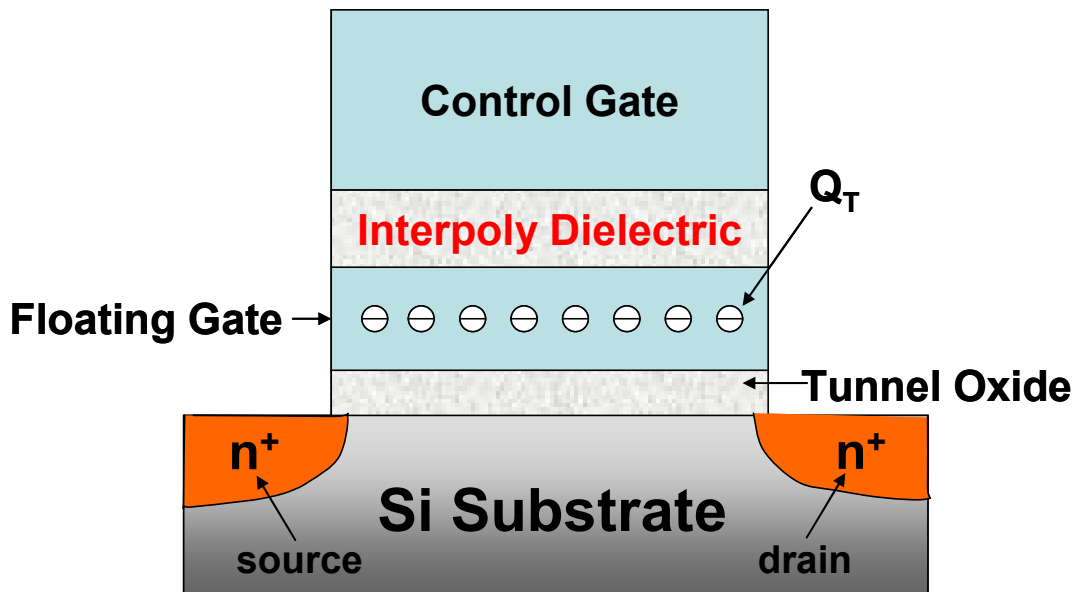 Control Gate
Q_T
Interpoly Dielectric
Floating Gate
Tunnel Oxide
n⁺
n⁺
Si Substrate
source
drain